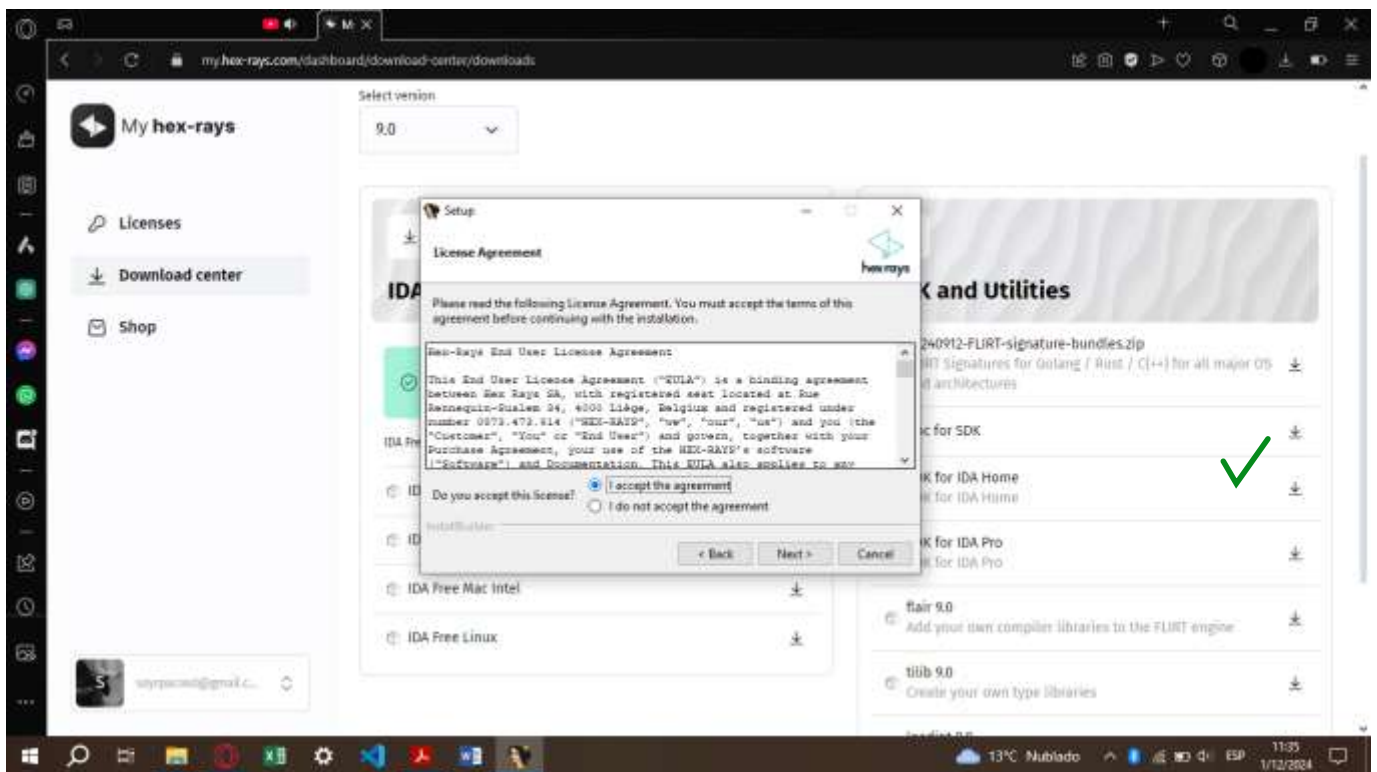 M
my.hex-rays.com/dashboard/download-center/downloads
My hex-rays
Licenses
Download center
Shop
Select version
9.0
Setup
License Agreement
hex rays
Please read the following License Agreement. You must accept the terms of this
agreement before continuing with the installation.
Hex-Rays End User License Agreement
This End User License Agreement ("EULA") is a binding agreement
between Hex Rays SA, with registered seat located at Rue
Rennequin-Sualem 34, 4000 Liège, Belgium and registered under
number 0873.473.914 ("HEX-RAYS", "we", "our", "us") and you (the
"Customer", "You" or "End User") and govern, together with your
Purchase Agreement, your use of the HEX-RAYS's software
("Software") and Documentation. This EULA also applies to any
Do you accept this license?
I accept the agreement
I do not accept the agreement
InstallBuilder
< Back
Next >
Cancel
IDA
IDA Fre
ID
ID
IDA Free Mac Intel
IDA Free Linux
K and Utilities
240912-FLIRT-signature-bundles.zip
RT Signatures for Golang / Rust / C(++) for all major OS
d architectures
c for SDK
K for IDA Home
K for IDA Home
K for IDA Pro
K for IDA Pro
flair 9.0
Add your own compiler libraries to the FLIRT engine
tilib 9.0
Create your own type libraries
S
13°C Nublado
ESP
11:35
1/12/2024